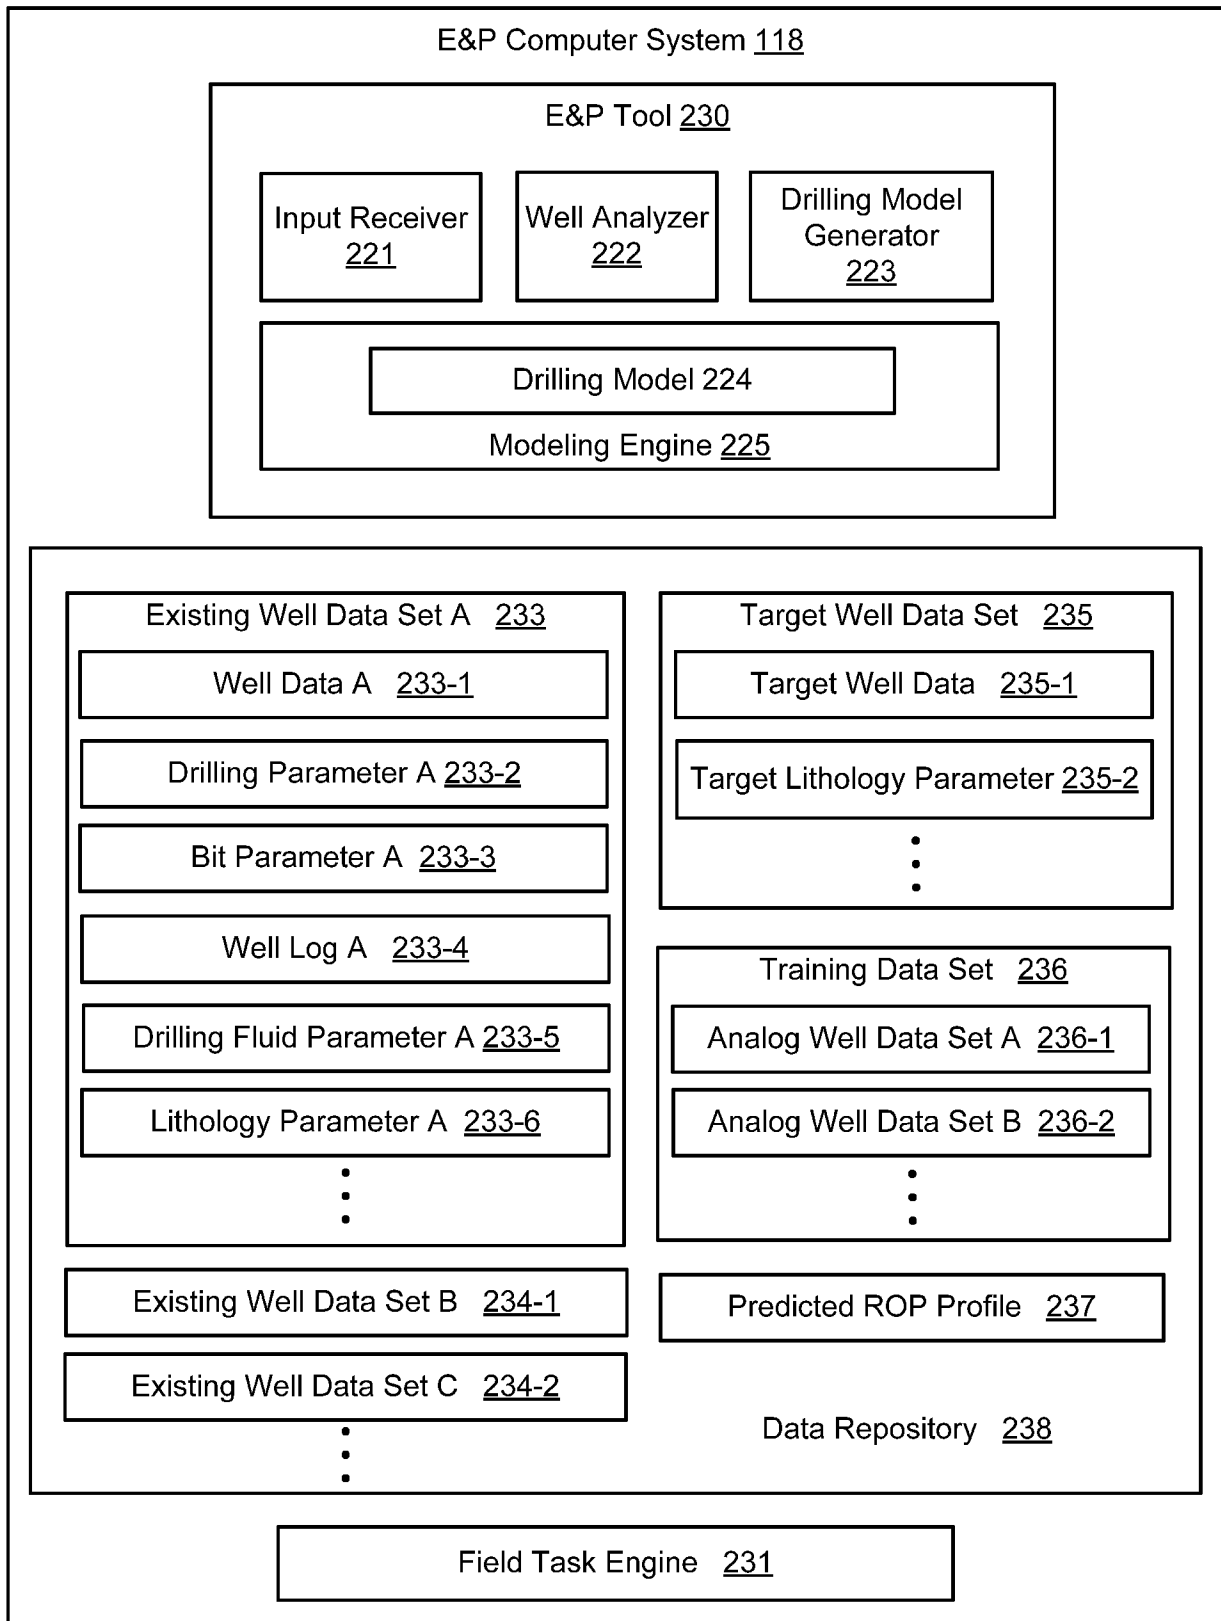 E&P Computer System 118
E&P Tool 230
Input Receiver
221
Well Analyzer
222
Drilling Model
Generator
223
Drilling Model 224
Modeling Engine 225
Existing Well Data Set A 233
Well Data A 233-1
Drilling Parameter A 233-2
Bit Parameter A 233-3
Well Log A 233-4
Drilling Fluid Parameter A 233-5
Lithology Parameter A 233-6
Existing Well Data Set B 234-1
Existing Well Data Set C 234-2
Target Well Data Set 235
Target Well Data 235-1
Target Lithology Parameter 235-2
Training Data Set 236
Analog Well Data Set A 236-1
Analog Well Data Set B 236-2
Predicted ROP Profile 237
Data Repository 238
Field Task Engine 231